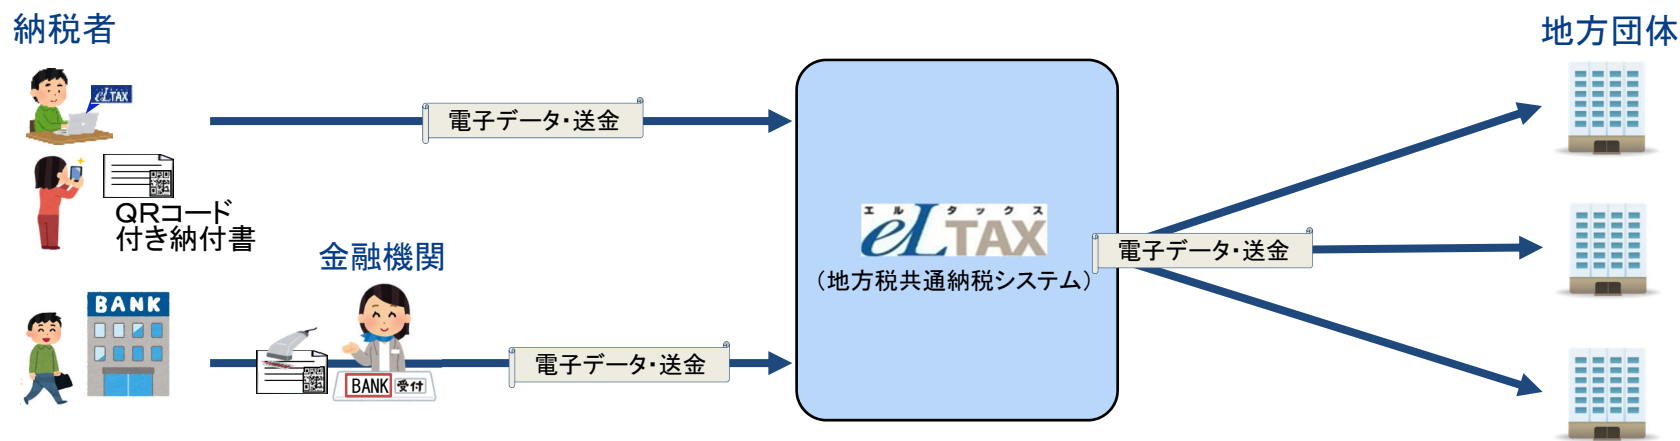 納税者
地方団体
eLTAX
電子データ・送金
QRコード
付き納付書
エルタックス
eLTAX
(地方税共通納税システム)
電子データ・送金
金融機関
BANK
電子データ・送金
BANK 受付